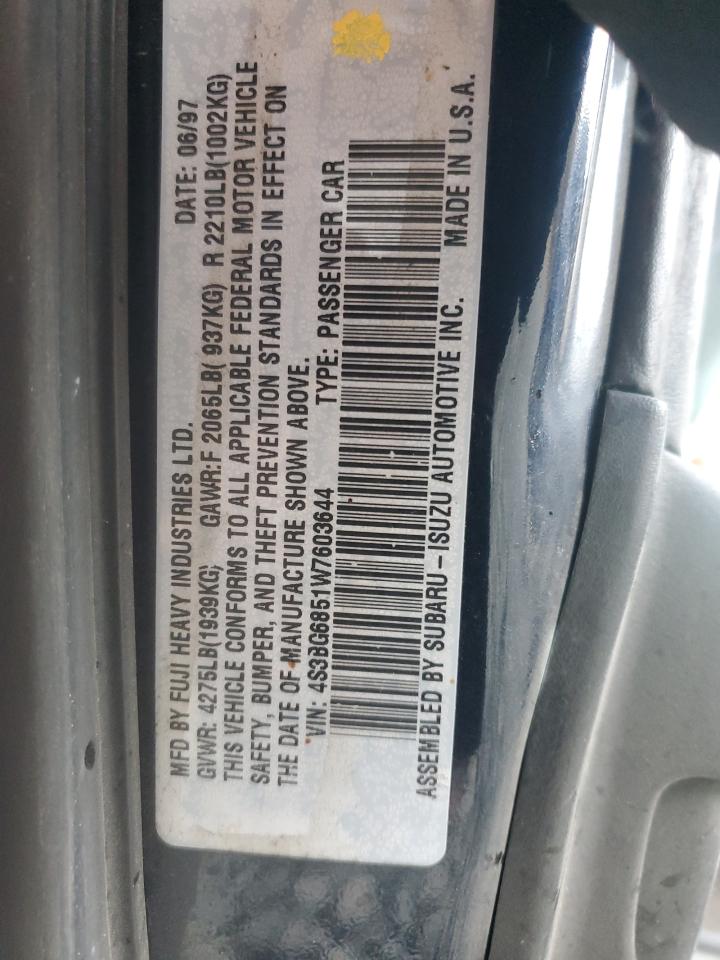 MFD BY FUJI HEAVY INDUSTRIES LTD. DATE: 06/97
GVWR: 4275LB(1939KG) GAWR:F 2065LB( 937KG) R 2210LB(1002KG)
THIS VEHICLE CONFORMS TO ALL APPLICABLE FEDERAL MOTOR VEHICLE
SAFETY, BUMPER, AND THEFT PREVENTION STANDARDS IN EFFECT ON
THE DATE OF MANUFACTURE SHOWN ABOVE.
VIN: 4S3BG6851W7603644 TYPE: PASSENGER CAR
ASSEMBLED BY SUBARU-ISUZU AUTOMOTIVE INC. MADE IN U.S.A.